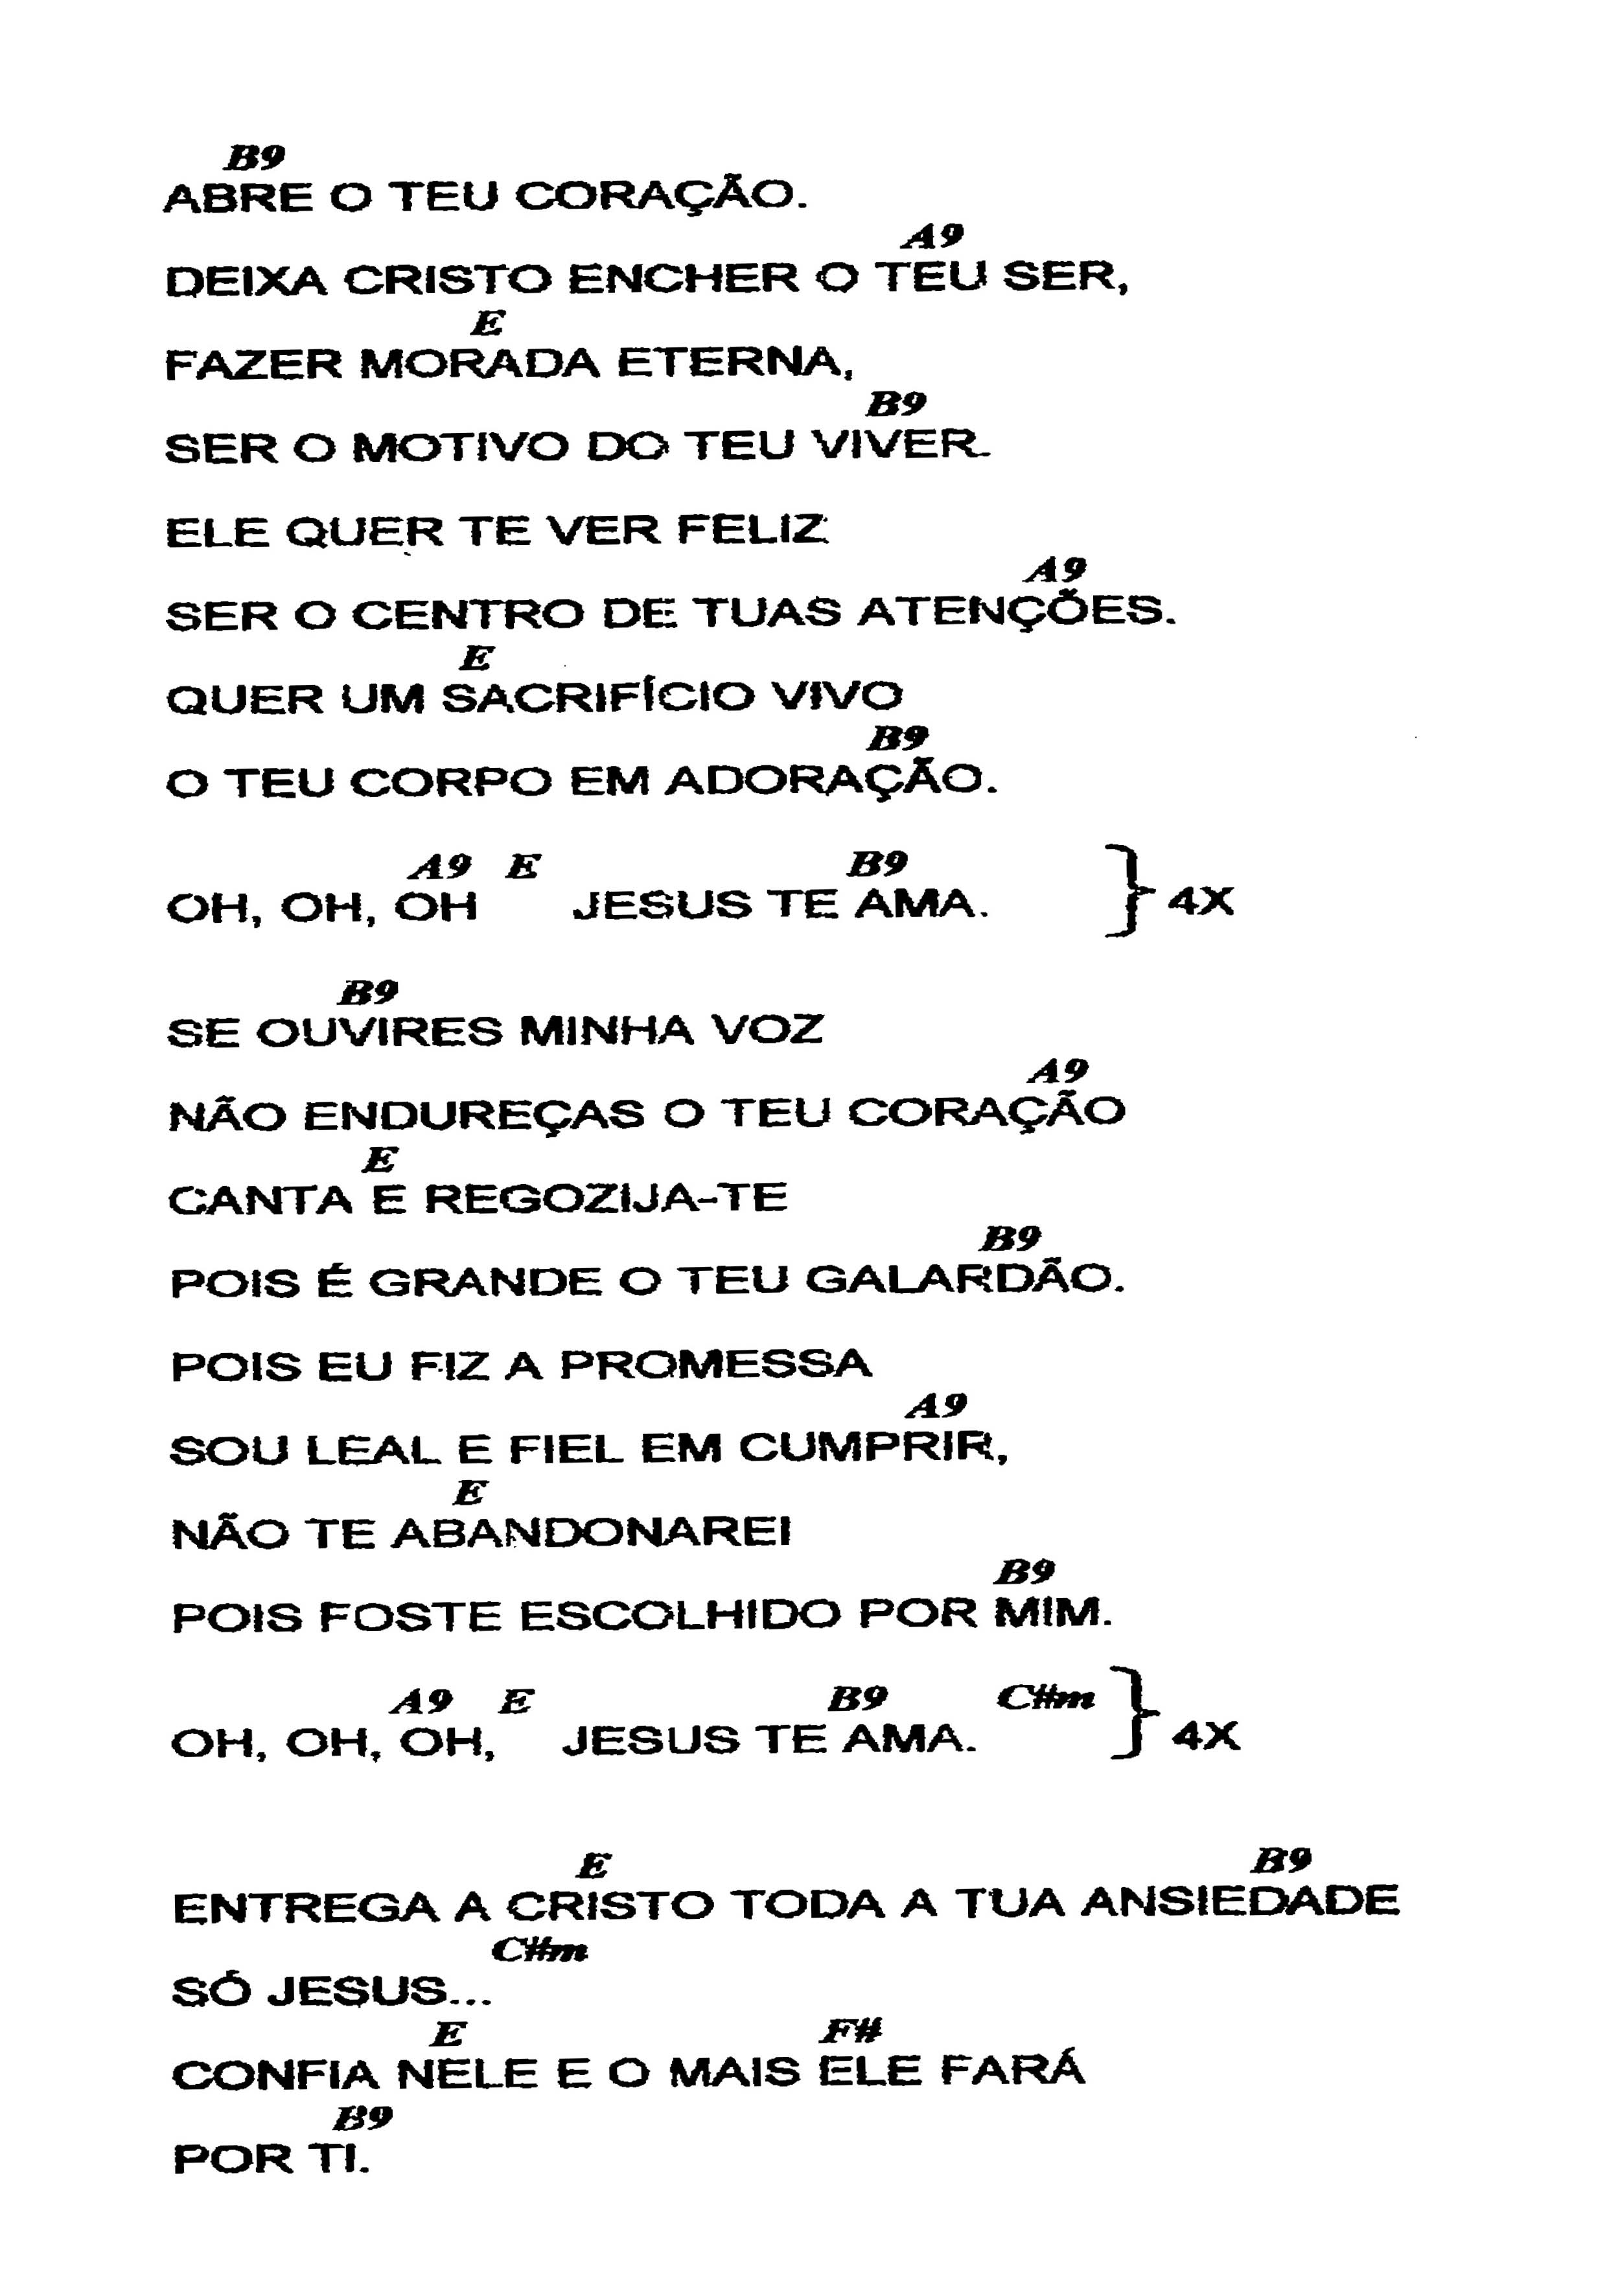 B9
ABRE O TEU CORAÇÃO.
A9
DEIXA CRISTO ENCHER O TEU SER,
E
FAZER MORADA ETERNA,
B9
SER O MOTIVO DO TEU VIVER.
ELE QUER TE VER FELIZ
A9
SER O CENTRO DE TUAS ATENÇÕES.
E
QUER UM SACRIFÍCIO VIVO
B9
O TEU CORPO EM ADORAÇÃO.
A9 E B9
OH, OH, OH JESUS TE AMA. } 4X
B9
SE OUVIRES MINHA VOZ
A9
NÃO ENDUREÇAS O TEU CORAÇÃO
E
CANTA E REGOZIJA-TE
B9
POIS É GRANDE O TEU GALARDÃO.
POIS EU FIZ A PROMESSA
A9
SOU LEAL E FIEL EM CUMPRIR,
E
NÃO TE ABANDONAREI
B9
POIS FOSTE ESCOLHIDO POR MIM.
A9 E B9 C#m
OH, OH, OH, JESUS TE AMA. } 4X
E B9
ENTREGA A CRISTO TODA A TUA ANSIEDADE
C#m
SÓ JESUS...
E F#
CONFIA NELE E O MAIS ELE FARÁ
B9
POR TI.